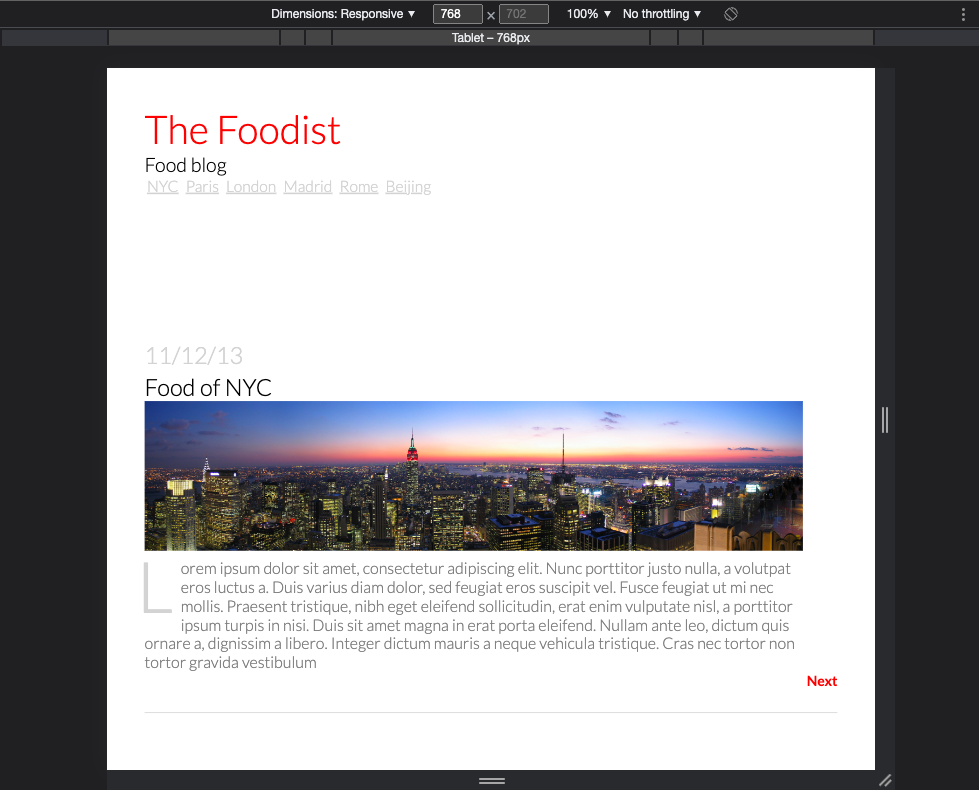 Dimensions: Responsive ▼ 768 × 702 100% ▼ No throttling ▼
Tablet – 768px
The Foodist
Food blog
NYC Paris London Madrid Rome Beijing
11/12/13
Food of NYC
Lorem ipsum dolor sit amet, consectetur adipiscing elit. Nunc porttitor justo nulla, a volutpat
eros luctus a. Duis varius diam dolor, sed feugiat eros suscipit vel. Fusce feugiat ut mi nec
mollis. Praesent tristique, nibh eget eleifend sollicitudin, erat enim vulputate nisl, a porttitor
ipsum turpis in nisi. Duis sit amet magna in erat porta eleifend. Nullam ante leo, dictum quis
ornare a, dignissim a libero. Integer dictum mauris a neque vehicula tristique. Cras nec tortor non
tortor gravida vestibulum
Next